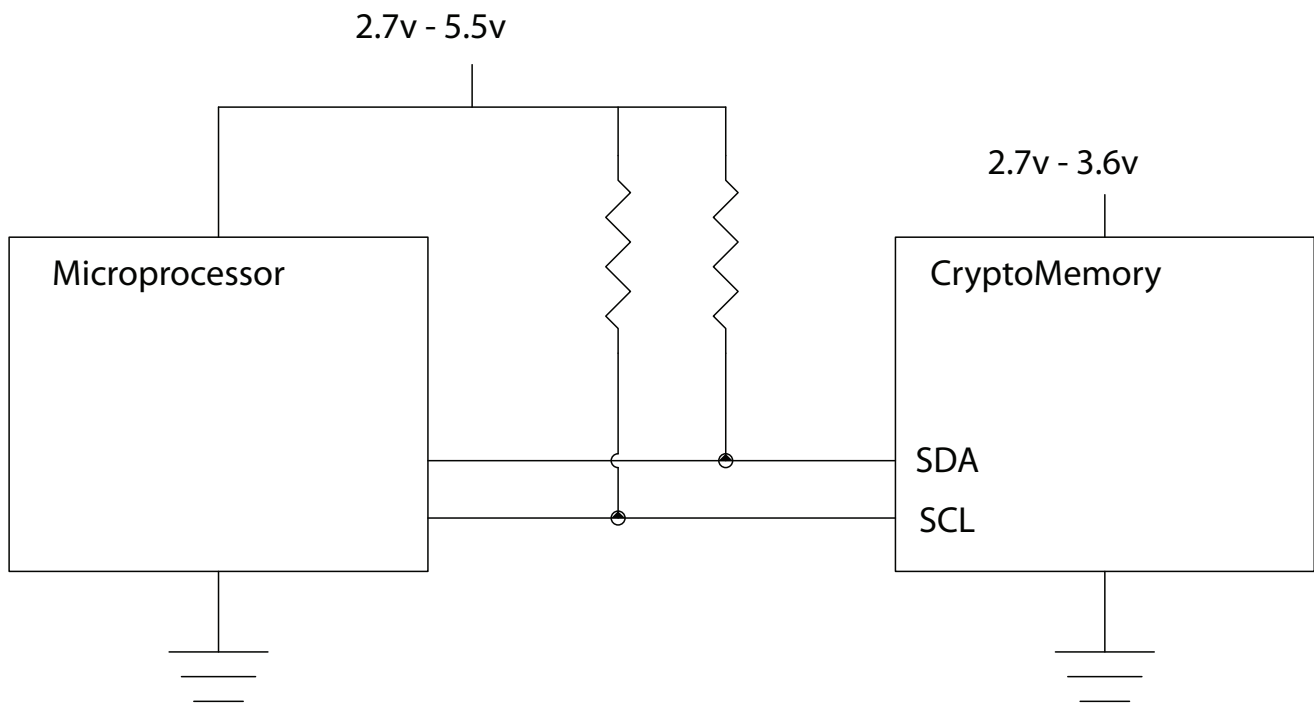 2.7v - 5.5v
2.7v - 3.6v
Microprocessor
CryptoMemory
SDA
SCL